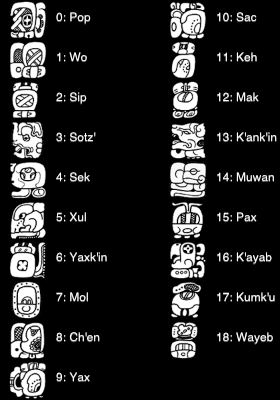 0: Pop
1: Wo
2: Sip
3: Sotz'
4: Sek
5: Xul
6: Yaxk'in
7: Mol
8: Ch'en
9: Yax
10: Sac
11: Keh
12: Mak
13: K'ank'in
14: Muwan
15: Pax
16: K'ayab
17: Kumk'u
18: Wayeb